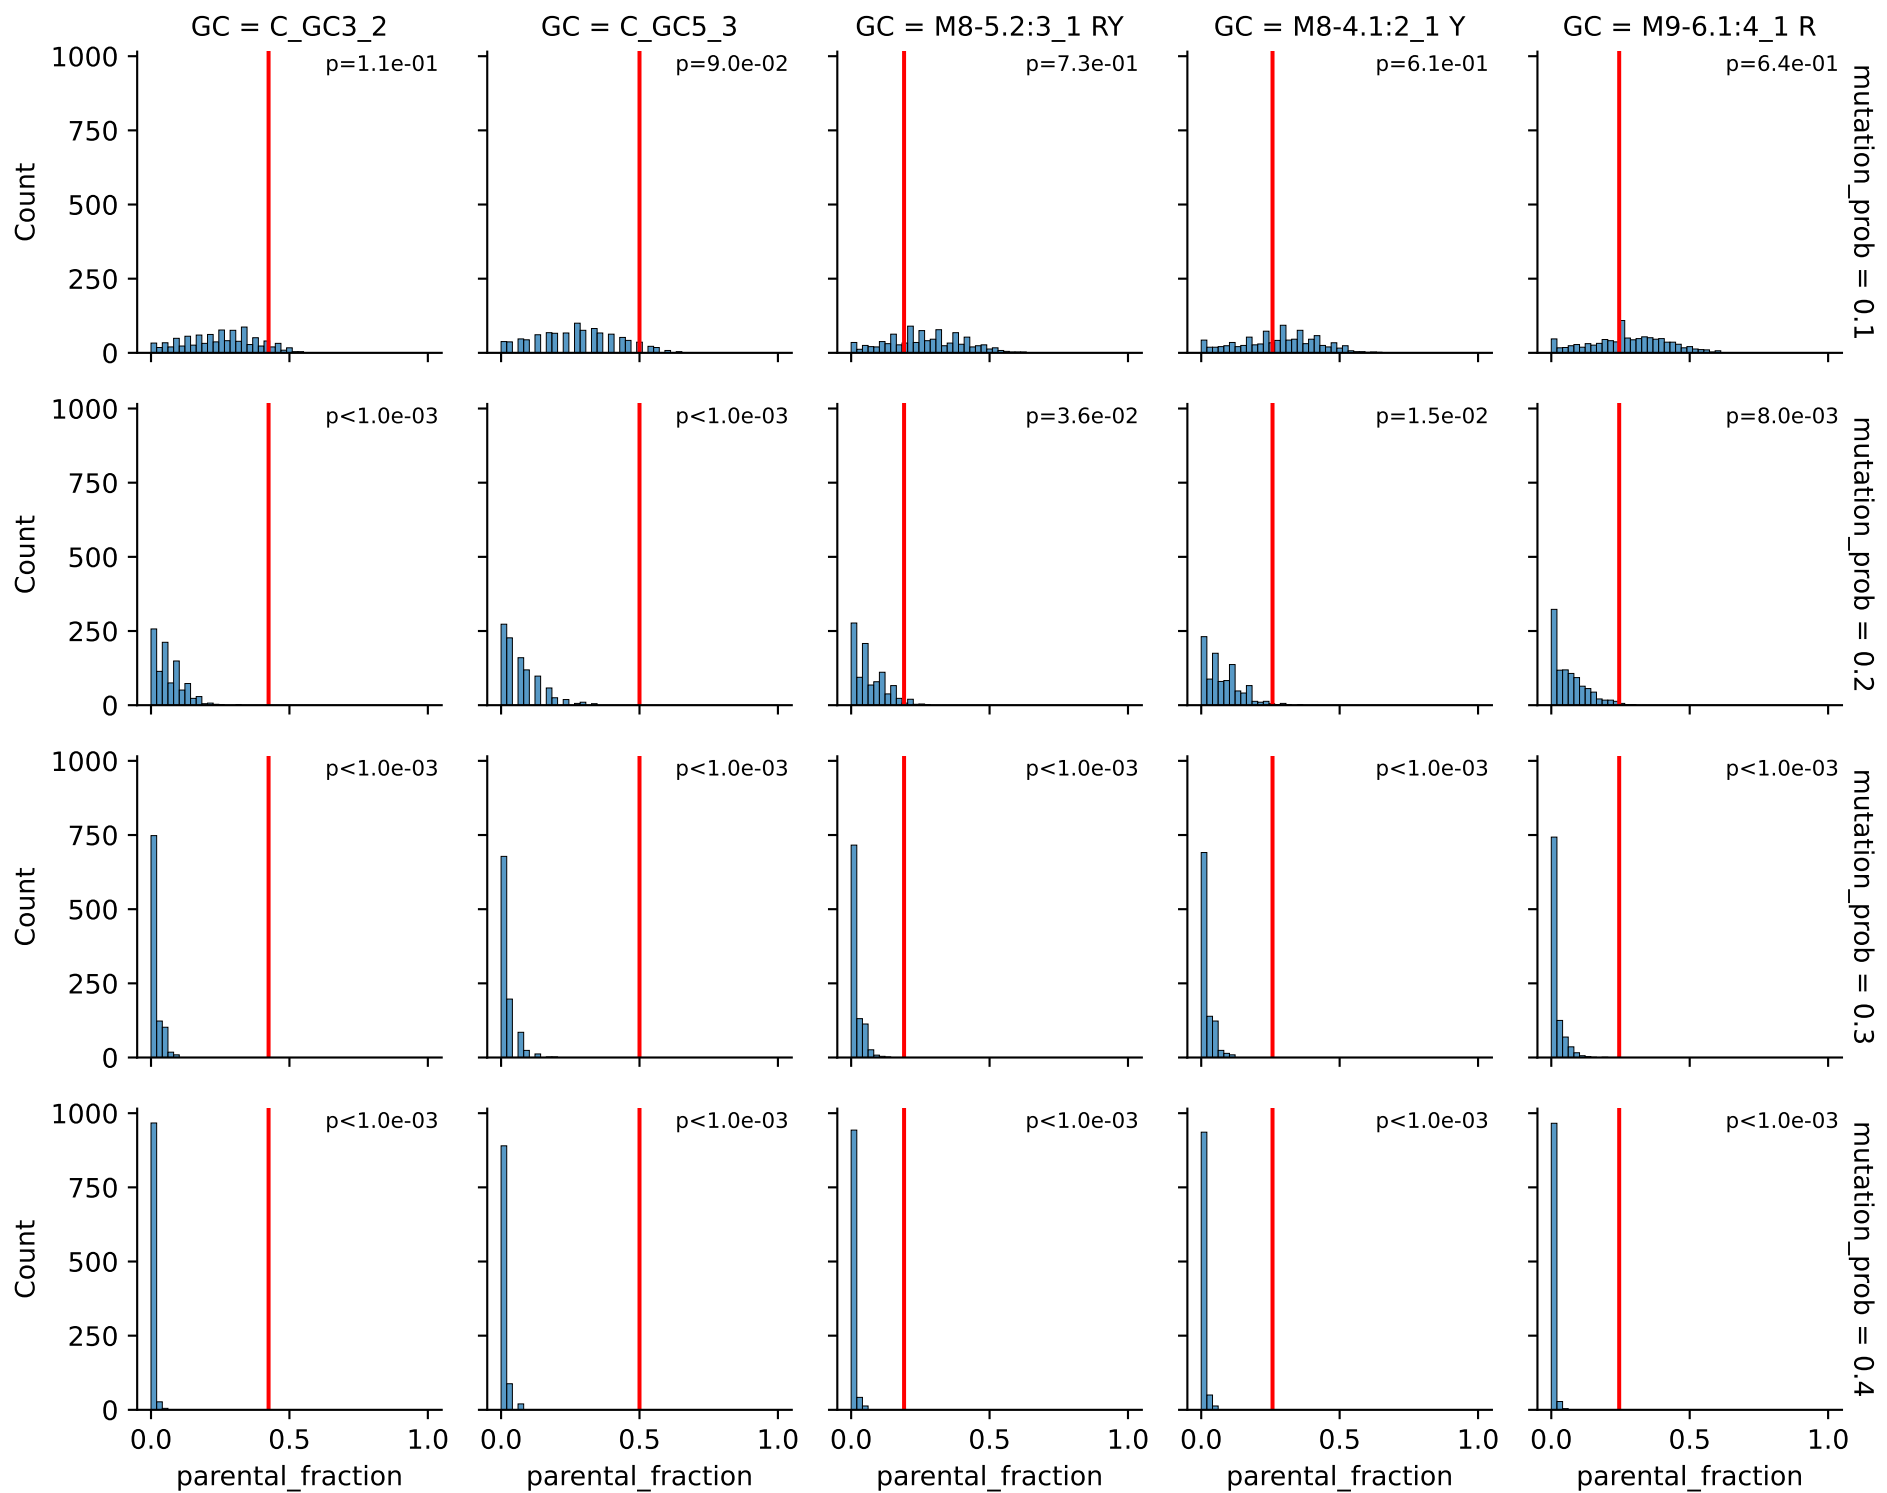 GC = C_GC3_2
GC = C_GC5_3
GC = M8-5.2:3_1 RY
GC = M8-4.1:2_1 Y
GC = M9-6.1:4_1 R
1000
750
500
250
0
Count
p=1.1e-01
p=9.0e-02
p=7.3e-01
p=6.1e-01
p=6.4e-01
mutation_prob = 0.1
1000
750
500
250
0
Count
p<1.0e-03
p<1.0e-03
p=3.6e-02
p=1.5e-02
p=8.0e-03
mutation_prob = 0.2
1000
750
500
250
0
Count
p<1.0e-03
p<1.0e-03
p<1.0e-03
p<1.0e-03
p<1.0e-03
mutation_prob = 0.3
1000
750
500
250
0
Count
p<1.0e-03
p<1.0e-03
p<1.0e-03
p<1.0e-03
p<1.0e-03
mutation_prob = 0.4
0.0 0.5 1.0
0.0 0.5 1.0
0.0 0.5 1.0
0.0 0.5 1.0
0.0 0.5 1.0
parental_fraction
parental_fraction
parental_fraction
parental_fraction
parental_fraction